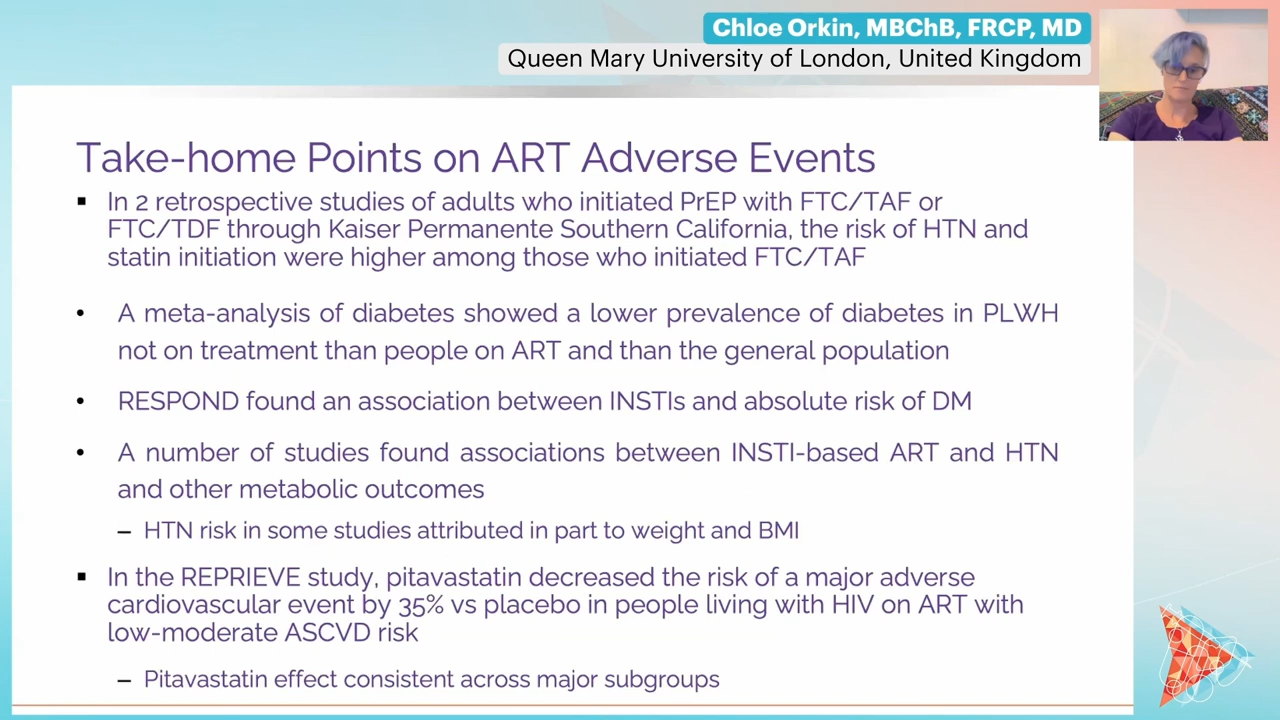 Chloe Orkin, MBChB, FRCP, MD
Queen Mary University of London, United Kingdom
Take-home Points on ART Adverse Events
▪ In 2 retrospective studies of adults who initiated PrEP with FTC/TAF or
FTC/TDF through Kaiser Permanente Southern California, the risk of HTN and
statin initiation were higher among those who initiated FTC/TAF
• A meta-analysis of diabetes showed a lower prevalence of diabetes in PLWH
not on treatment than people on ART and than the general population
• RESPOND found an association between INSTIs and absolute risk of DM
• A number of studies found associations between INSTI-based ART and HTN
and other metabolic outcomes
– HTN risk in some studies attributed in part to weight and BMI
▪ In the REPRIEVE study, pitavastatin decreased the risk of a major adverse
cardiovascular event by 35% vs placebo in people living with HIV on ART with
low-moderate ASCVD risk
– Pitavastatin effect consistent across major subgroups